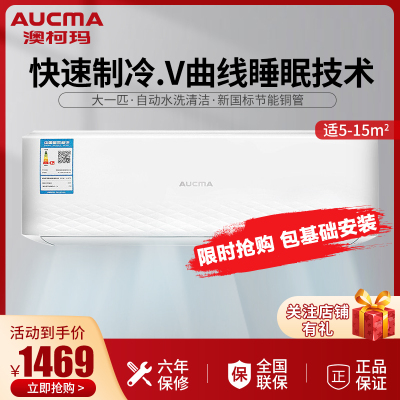 AUCMA
澳柯玛
快速制冷.V曲线睡眠技术
大一匹·自动水洗清洁·新国标节能铜管
适5-15m²
AUCMA
限时抢购 包基础安装
关注店铺
有礼
活动到手价
¥1469
立即抢购
六年
保修
保
全国
联保
正
正品
保证